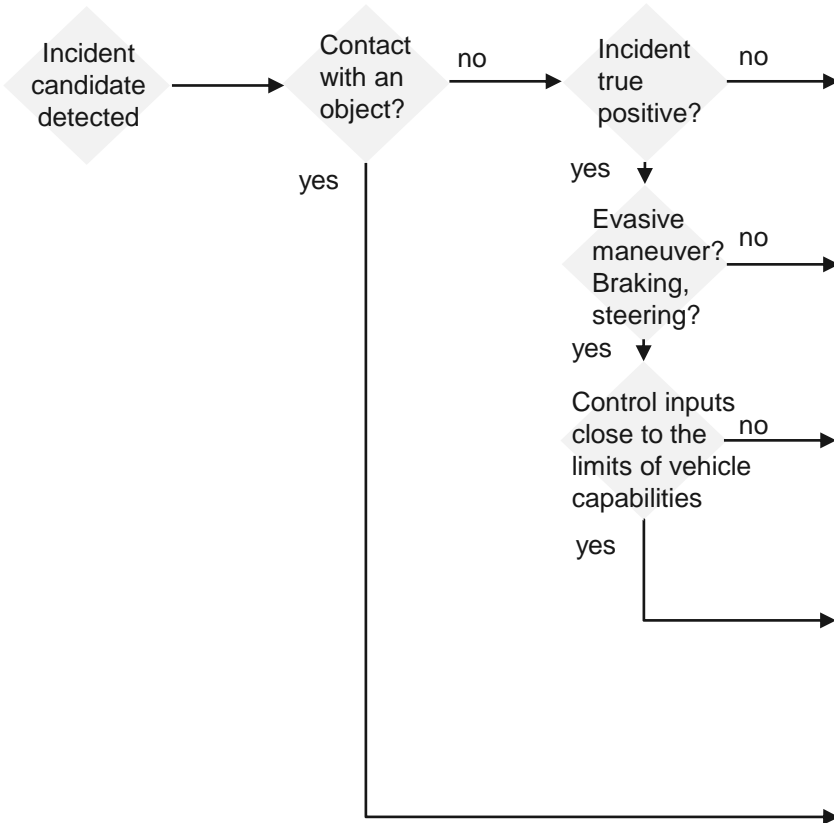 Incident
candidate
detected
Contact
with an
object?
no
Incident
true
positive?
no
yes
yes
Evasive
maneuver?
Braking,
steering?
no
yes
Control inputs
close to the
limits of vehicle
capabilities
no
yes